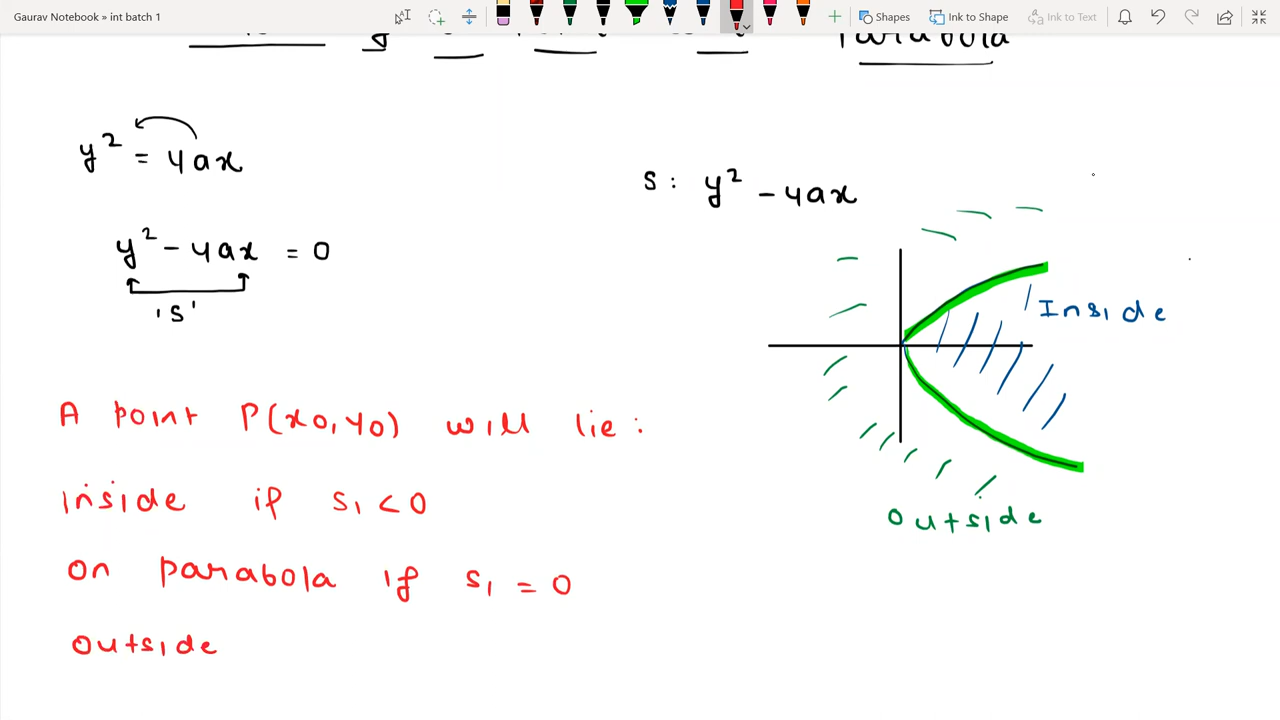 Gaurav Notebook » int batch 1
Shapes
Ink to Shape
Ink to Text
Parabola
y² = 4ax
y² - 4ax = 0
'S'
S: y² - 4ax
Inside
Outside
A point P(x0, y0) will lie:
inside if S1 < 0
on parabola if S1 = 0
outside